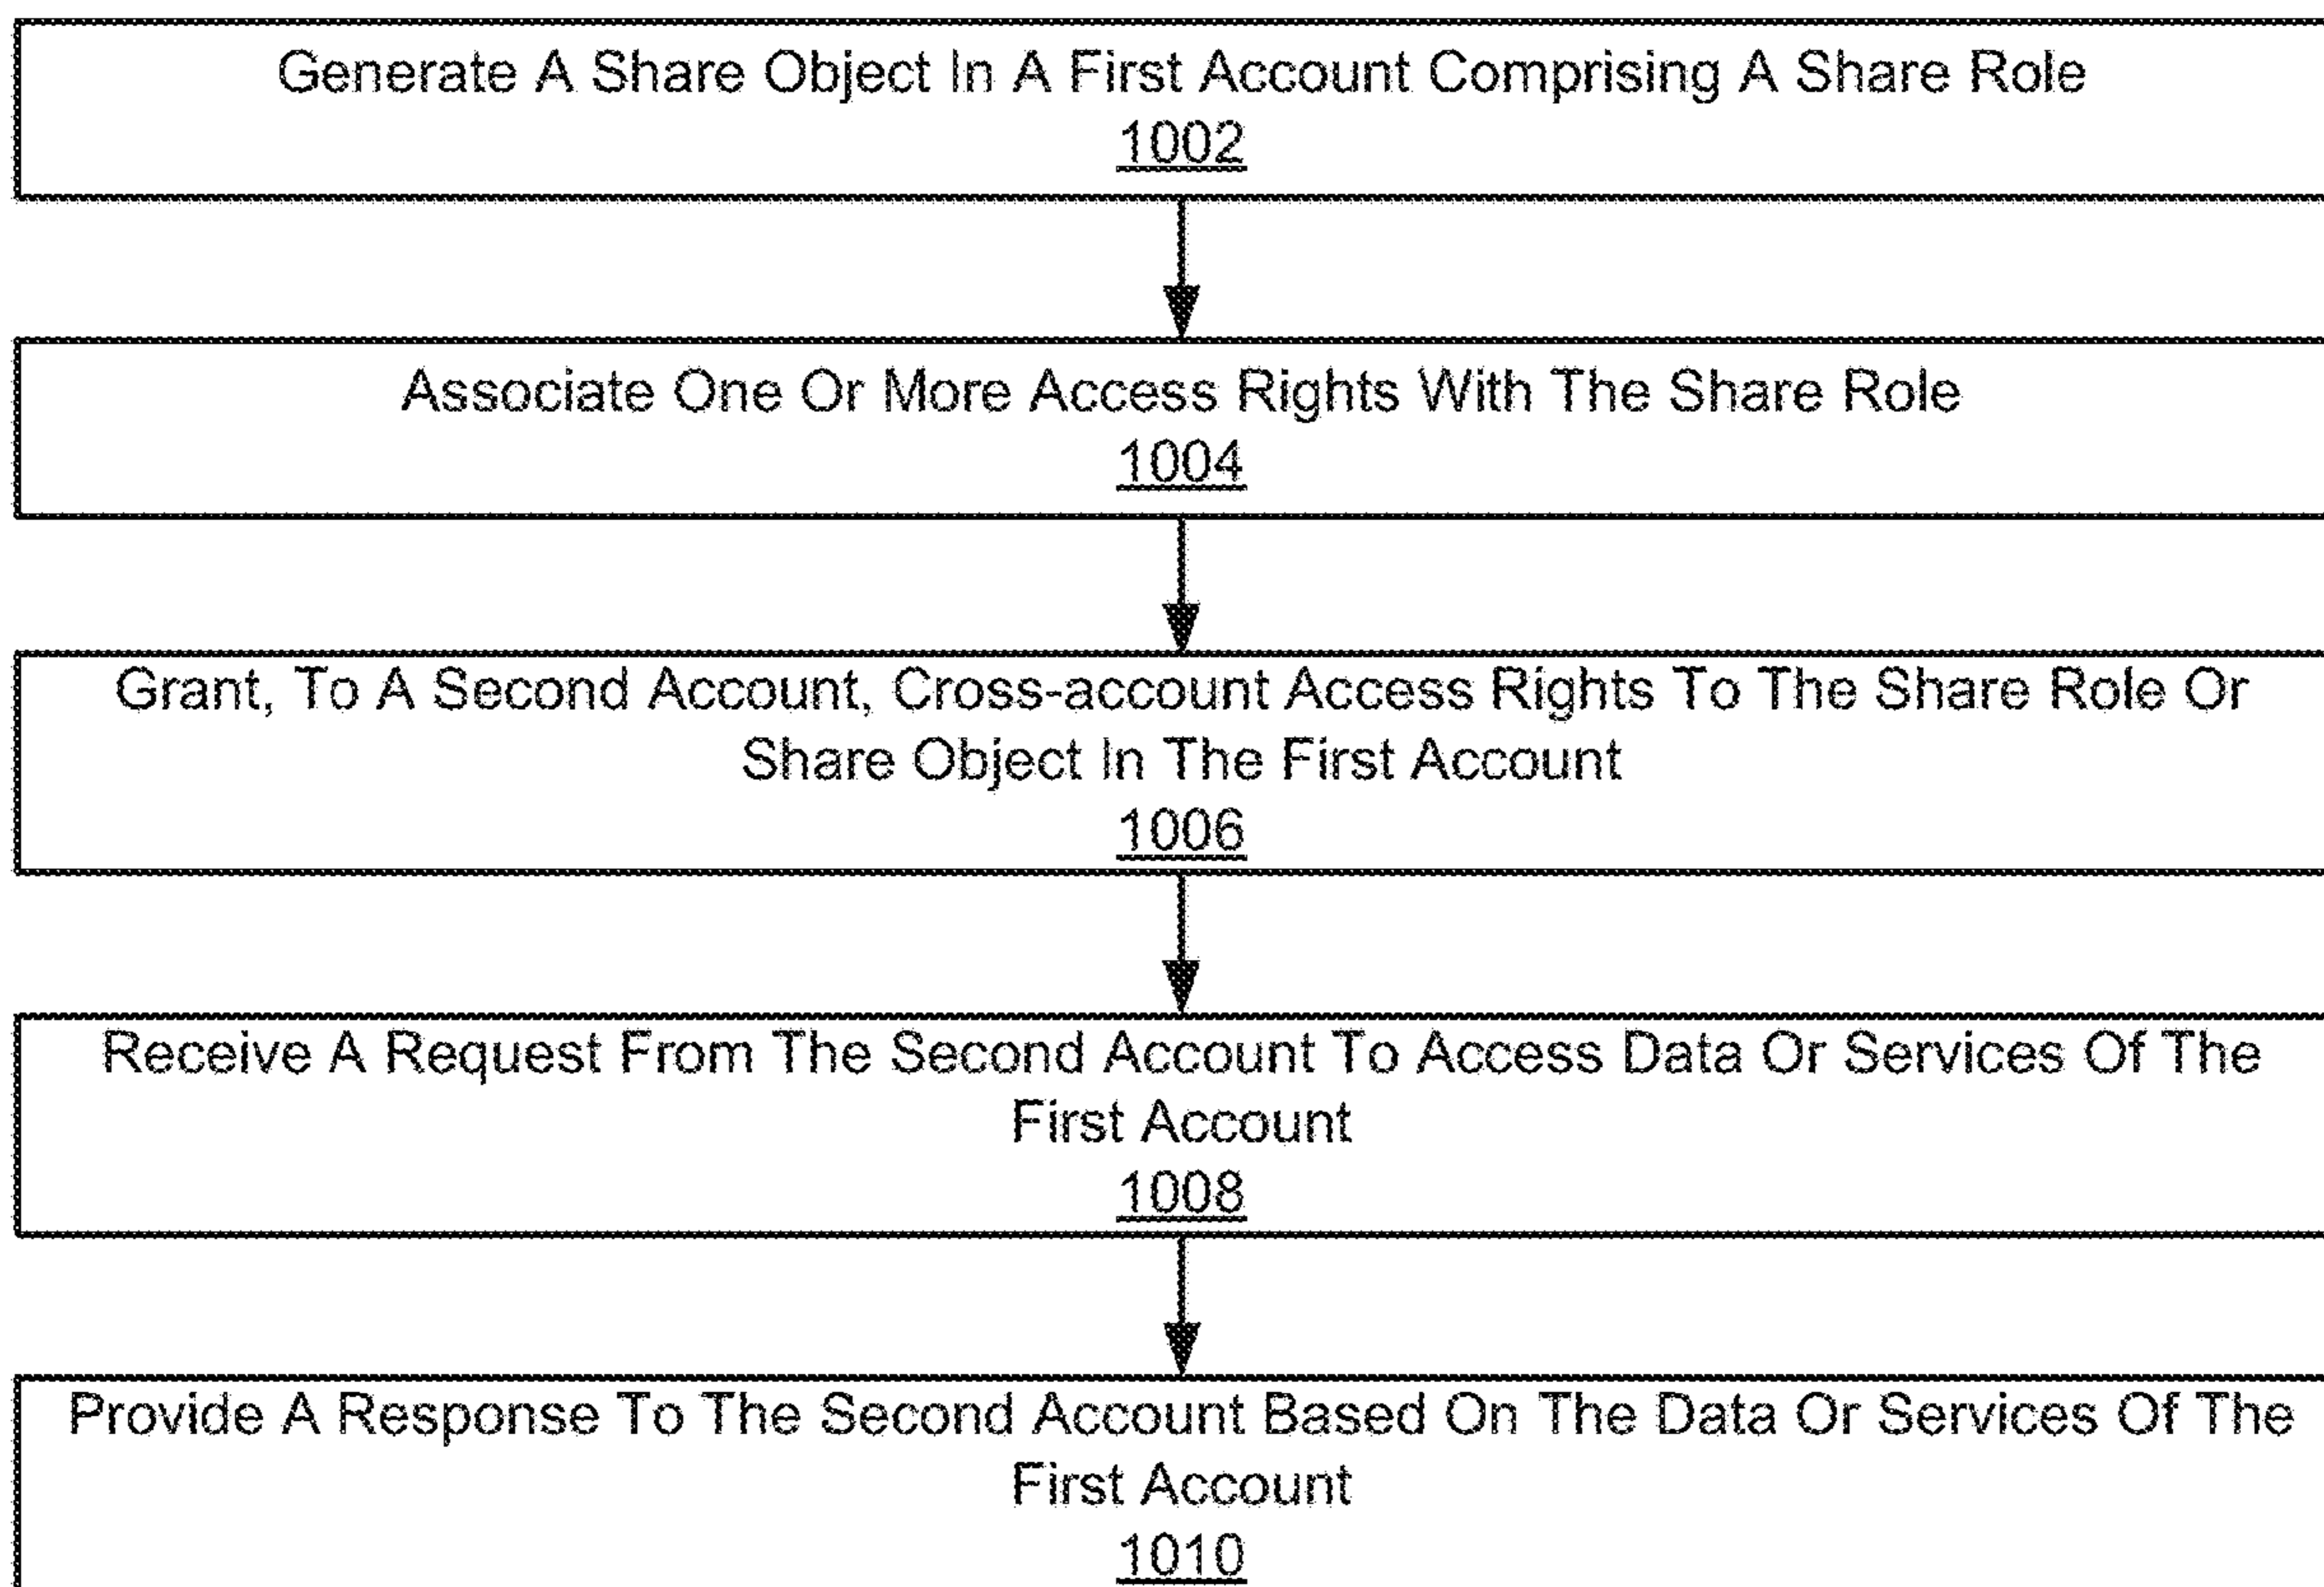 Generate A Share Object In A First Account Comprising A Share Role
1002
Associate One Or More Access Rights With The Share Role
1004
Grant, To A Second Account, Cross-account Access Rights To The Share Role Or
Share Object In The First Account
1006
Receive A Request From The Second Account To Access Data Or Services Of The
First Account
1008
Provide A Response To The Second Account Based On The Data Or Services Of The
First Account
1010